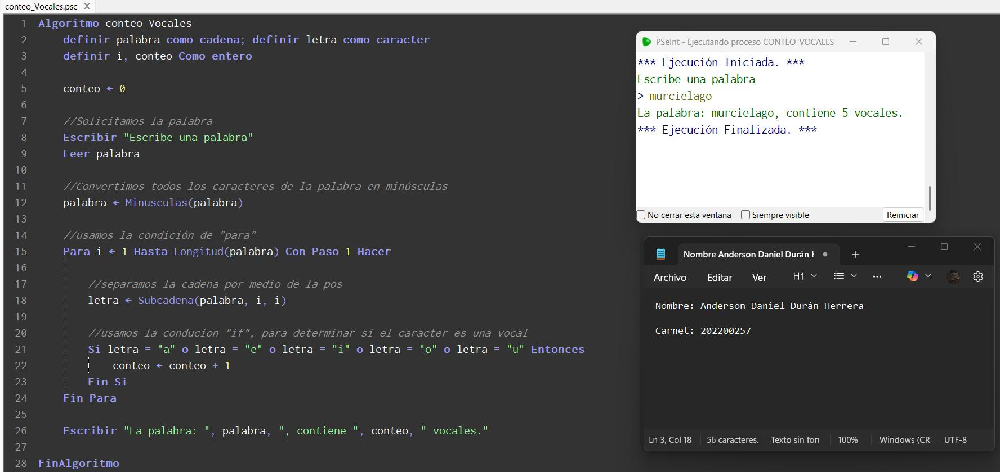 conteo_Vocales.psc X
1 Algoritmo conteo_Vocales
2 definir palabra como cadena; definir letra como caracter
3 definir i, conteo Como entero
4
5 conteo ← 0
6
7 //Solicitamos la palabra
8 Escribir "Escribe una palabra"
9 Leer palabra
10
11 //Convertimos todos los caracteres de la palabra en minúsculas
12 palabra ← Minusculas(palabra)
13
14 //usamos la condición de "para"
15 Para i ← 1 Hasta Longitud(palabra) Con Paso 1 Hacer
16
17 //separamos la cadena por medio de la pos
18 letra ← Subcadena(palabra, i, i)
19
20 //usamos la conducion "if", para determinar si el caracter es una vocal
21 Si letra = "a" o letra = "e" o letra = "i" o letra = "o" o letra = "u" Entonces
22 conteo ← conteo + 1
23 Fin Si
24 Fin Para
25
26 Escribir "La palabra: ", palabra, ", contiene ", conteo, " vocales."
27
28 FinAlgoritmo
PSeInt - Ejecutando proceso CONTEO_VOCALES
*** Ejecución Iniciada. ***
Escribe una palabra
> murcielago
La palabra: murcielago, contiene 5 vocales.
*** Ejecución Finalizada. ***
No cerrar esta ventana Siempre visible Reiniciar
Nombre Anderson Daniel Durán
Archivo Editar Ver H1
Nombre: Anderson Daniel Durán Herrera
Carnet: 202200257
Ln 3, Col 18 56 caracteres. Texto sin forı 100% Windows (CR UTF-8